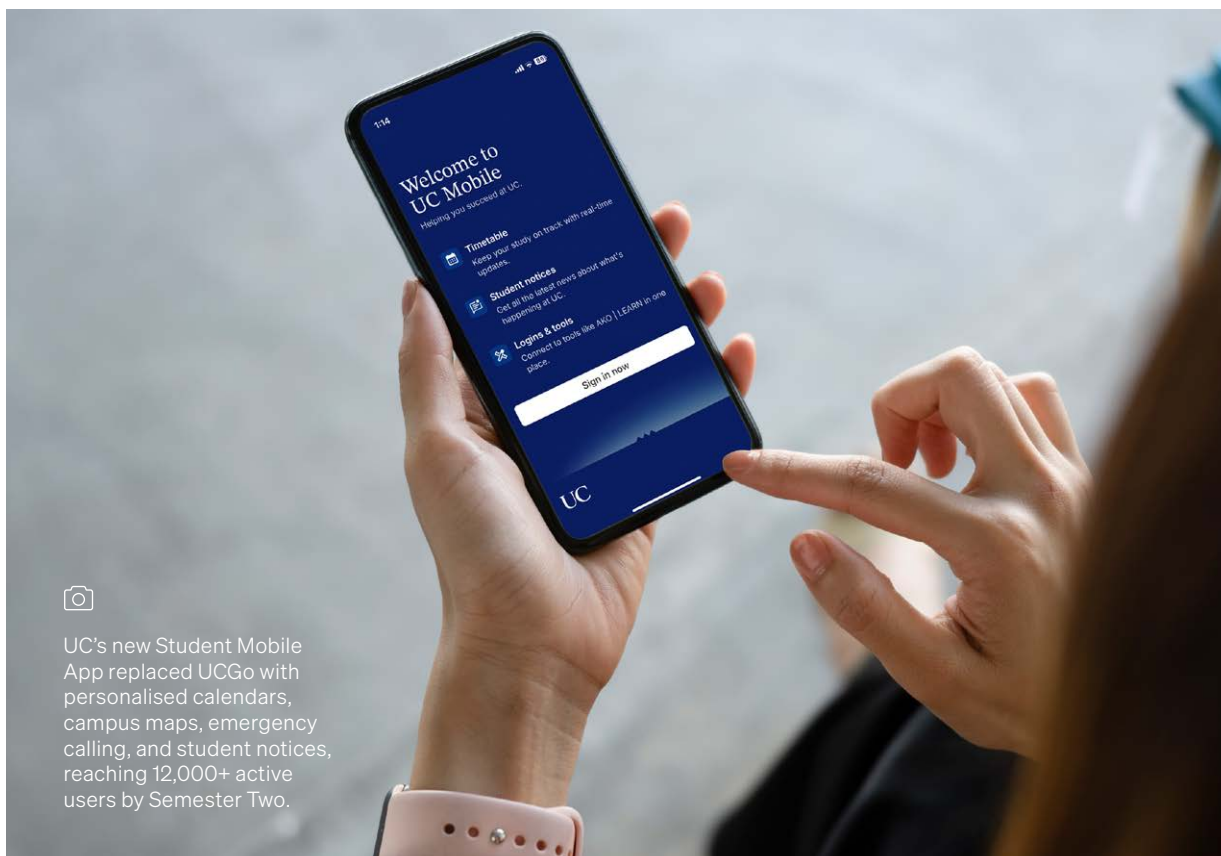 1:14
Welcome to
UC Mobile
Helping you succeed at UC.
Timetable
Keep your study on track with real-time
updates.
Student notices
Get all the latest news about what's
happening at UC.
Logins & tools
Connect to tools like AKO | LEARN in one
place.
Sign in now
UC
UC’s new Student Mobile
App replaced UCGo with
personalised calendars,
campus maps, emergency
calling, and student notices,
reaching 12,000+ active
users by Semester Two.